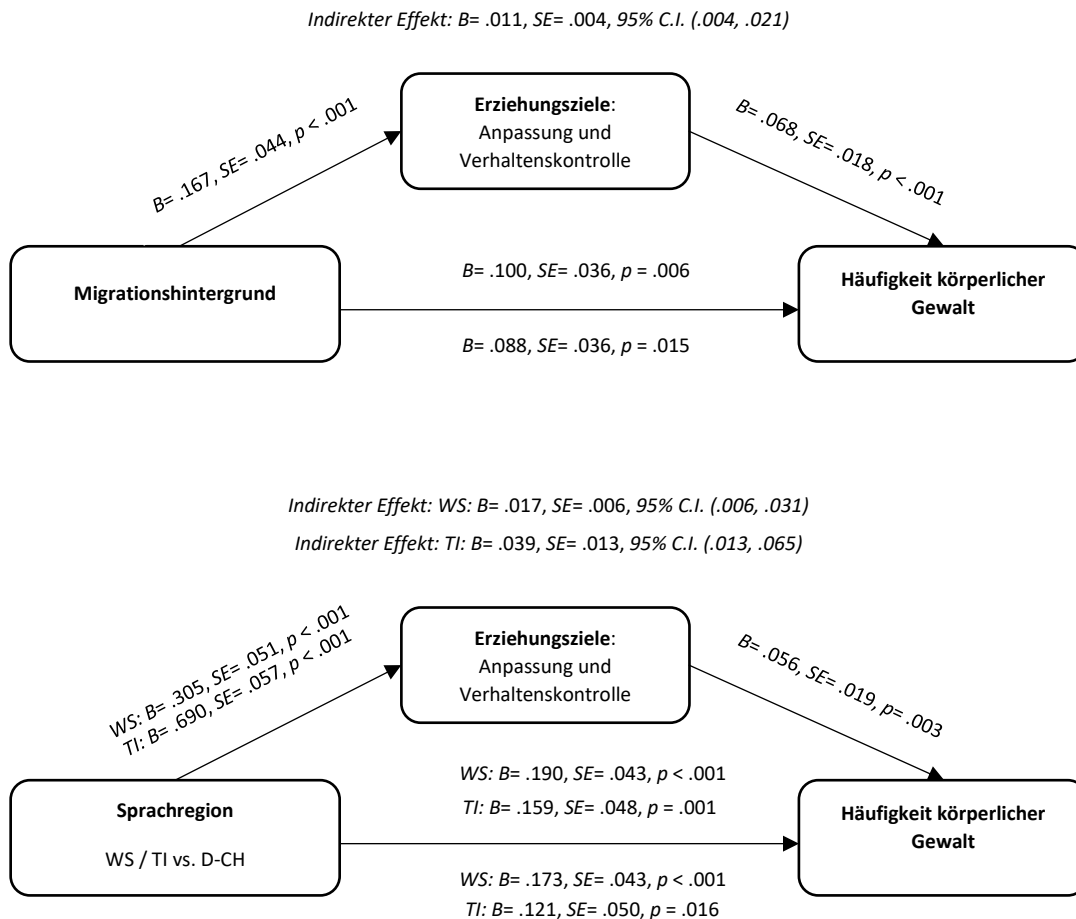 Indirekter Effekt: B= .011, SE= .004, 95% C.I. (.004, .021)
Erziehungsziele:
Anpassung und
Verhaltenskontrolle
B= .167, SE= .044, p < .001
B= .068, SE= .018, p < .001
Migrationshintergrund
B= .100, SE= .036, p = .006
B= .088, SE= .036, p = .015
Häufigkeit körperlicher
Gewalt
Indirekter Effekt: WS: B= .017, SE= .006, 95% C.I. (.006, .031)
Indirekter Effekt: TI: B= .039, SE= .013, 95% C.I. (.013, .065)
Erziehungsziele:
Anpassung und
Verhaltenskontrolle
WS: B= .305, SE= .051, p < .001
TI: B= .690, SE= .057, p < .001
B= .056, SE= .019, p= .003
Sprachregion
WS / TI vs. D-CH
WS: B= .190, SE= .043, p < .001
TI: B= .159, SE= .048, p = .001
WS: B= .173, SE= .043, p < .001
TI: B= .121, SE= .050, p = .016
Häufigkeit körperlicher
Gewalt